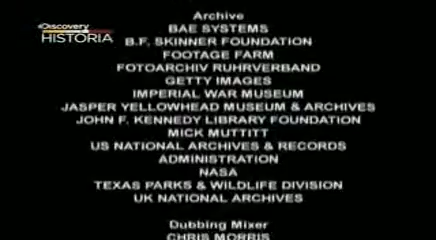 Archive
Discovery
HISTORIA
BAE SYSTEMS
B.F. SKINNER FOUNDATION
FOOTAGE FARM
FOTOARCHIV RUHRVERBAND
GETTY IMAGES
IMPERIAL WAR MUSEUM
JASPER YELLOWHEAD MUSEUM & ARCHIVES
JOHN F. KENNEDY LIBRARY FOUNDATION
MICK MUTTITT
US NATIONAL ARCHIVES & RECORDS
ADMINISTRATION
NASA
TEXAS PARKS & WILDLIFE DIVISION
UK NATIONAL ARCHIVES
Dubbing Mixer
CHRIS MORRIS